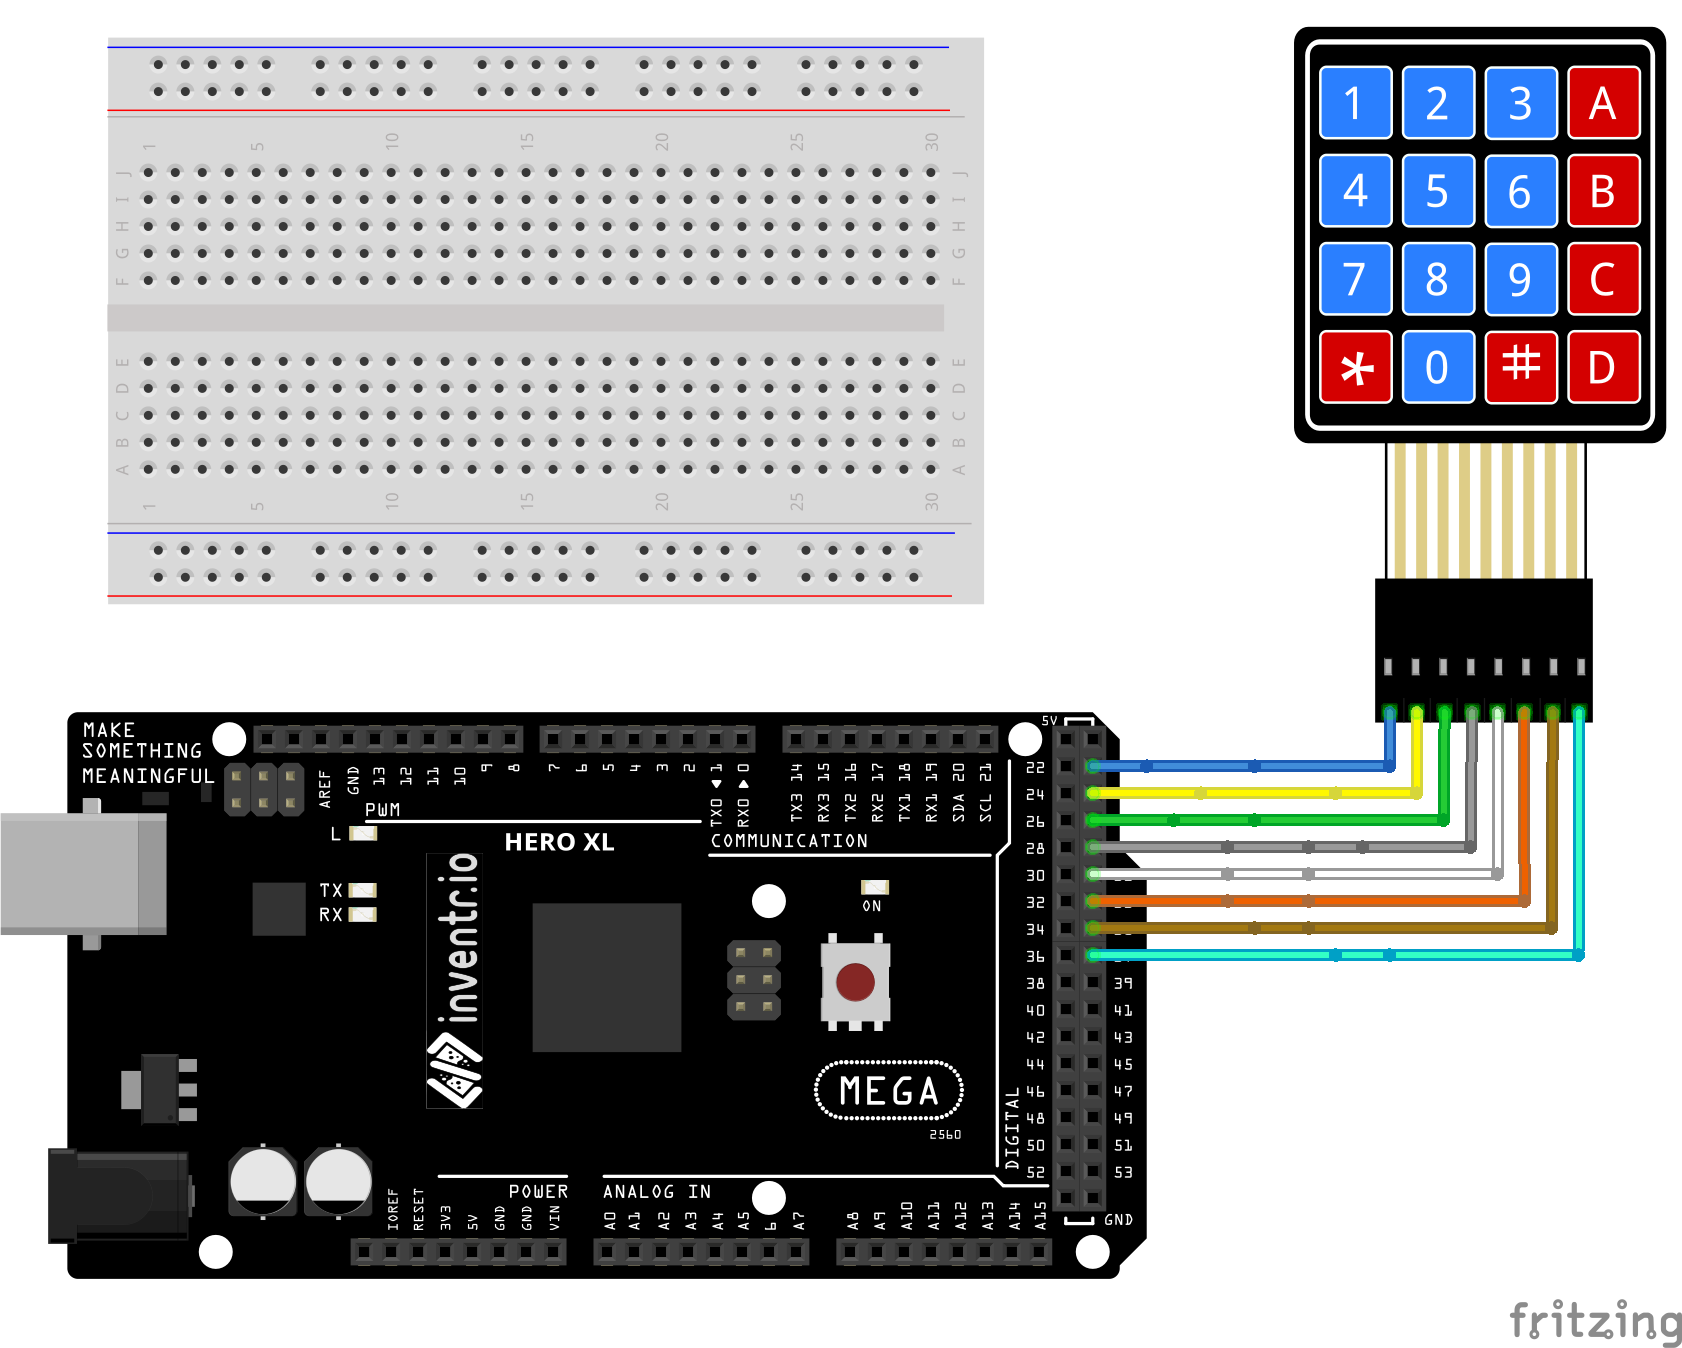 1 5 10 15 20 25 30
J J
I I
H H
G G
F F
E E
D D
C C
B B
A A
1 5 10 15 20 25 30
1 2 3 A
4 5 6 B
7 8 9 C
* 0 # D
MAKE
SOMETHING
MEANINGFUL
AREF GND 13 12 11 10 9 8
7 6 5 4 3 2 TX0 1 RX0 0
TX3 14 RX3 15 TX2 16 RX2 17 TX1 18 RX1 19 SDA 20 SCL 21
5V
PWM
L
HERO XL
COMMUNICATION
TX
RX
inventr.io
ON
22
24
26
28
30
32
34
36
38 39
40 41
42 43
44 45
46 47
48 49
50 51
52 53
DIGITAL
MEGA
2560
POWER
ANALOG IN
IOREF RESET 3V3 5V GND GND VIN
A0 A1 A2 A3 A4 A5 6 A7
A8 A9 A10 A11 A12 A13 A14 A15
GND
fritzing